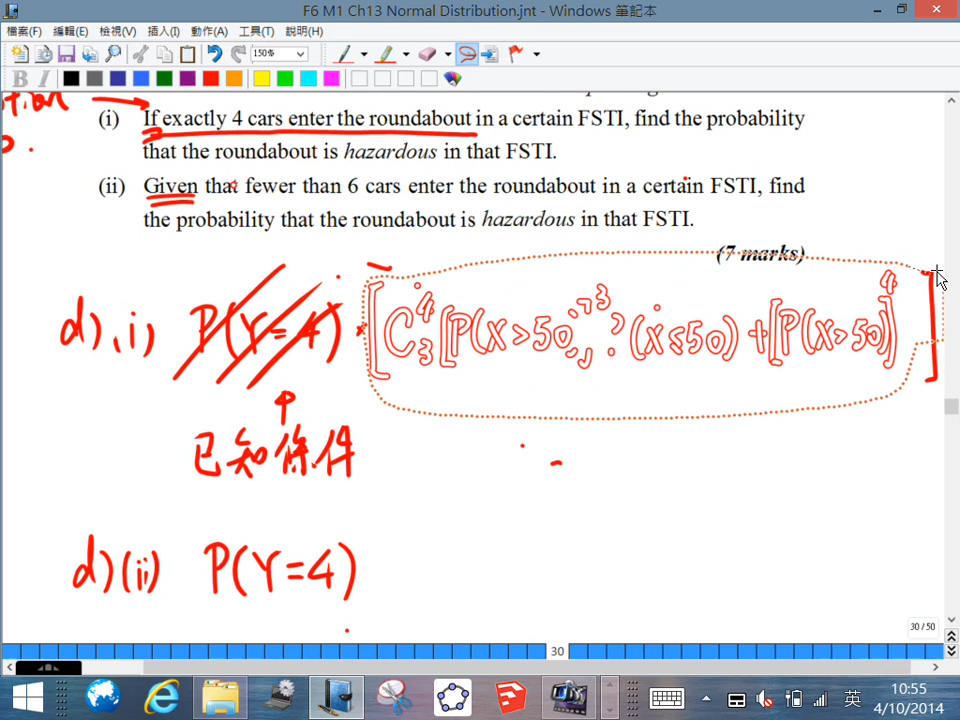 F6 M1 Ch13 Normal Distribution.jnt - Windows 筆記本
檔案(F) 編輯(E) 檢視(V) 插入(I) 動作(A) 工具(T) 說明(H)
150%
B I
(i) If exactly 4 cars enter the roundabout in a certain FSTI, find the probability
that the roundabout is hazardous in that FSTI.
(ii) Given that fewer than 6 cars enter the roundabout in a certain FSTI, find
the probability that the roundabout is hazardous in that FSTI.
(7 marks)
d),i) P(Y=4) × [C⁴₃[P(X>50)]³P(X≤50)+[P(X>50)]⁴]
已知條件
d)(ii) P(Y=4)
30 / 50
30
英
10:55
4/10/2014